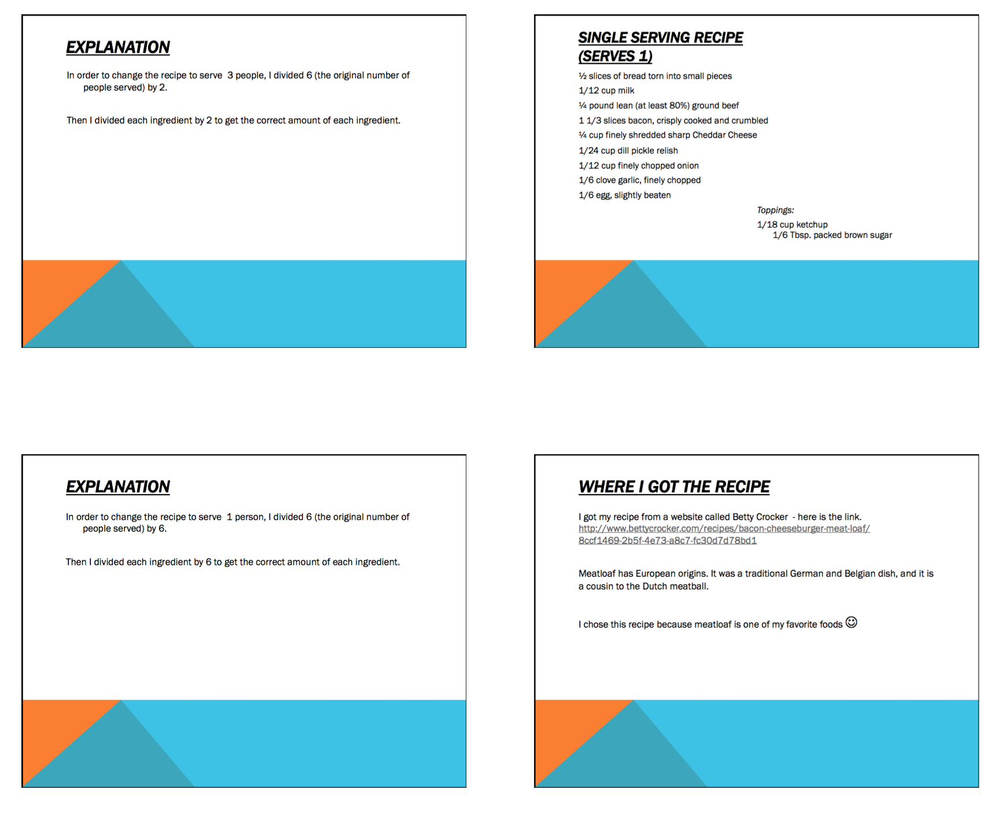 EXPLANATION
In order to change the recipe to serve  3 people, I divided 6 (the original number of
people served) by 2.
Then I divided each ingredient by 2 to get the correct amount of each ingredient.
SINGLE SERVING RECIPE
(SERVES 1)
½ slices of bread torn into small pieces
1/12 cup milk
¼ pound lean (at least 80%) ground beef
1 1/3 slices bacon, crisply cooked and crumbled
¼ cup finely shredded sharp Cheddar Cheese
1/24 cup dill pickle relish
1/12 cup finely chopped onion
1/6 clove garlic, finely chopped
1/6 egg, slightly beaten
Toppings:
1/18 cup ketchup
1/6 Tbsp. packed brown sugar
EXPLANATION
In order to change the recipe to serve  1 person, I divided 6 (the original number of
people served) by 6.
Then I divided each ingredient by 6 to get the correct amount of each ingredient.
WHERE I GOT THE RECIPE
I got my recipe from a website called Betty Crocker  - here is the link.
http://www.bettycrocker.com/recipes/bacon-cheeseburger-meat-loaf/
8ccf1469-2b5f-4e73-a8c7-fc30d7d78bd1
Meatloaf has European origins. It was a traditional German and Belgian dish, and it is
a cousin to the Dutch meatball.
I chose this recipe because meatloaf is one of my favorite foods ☺